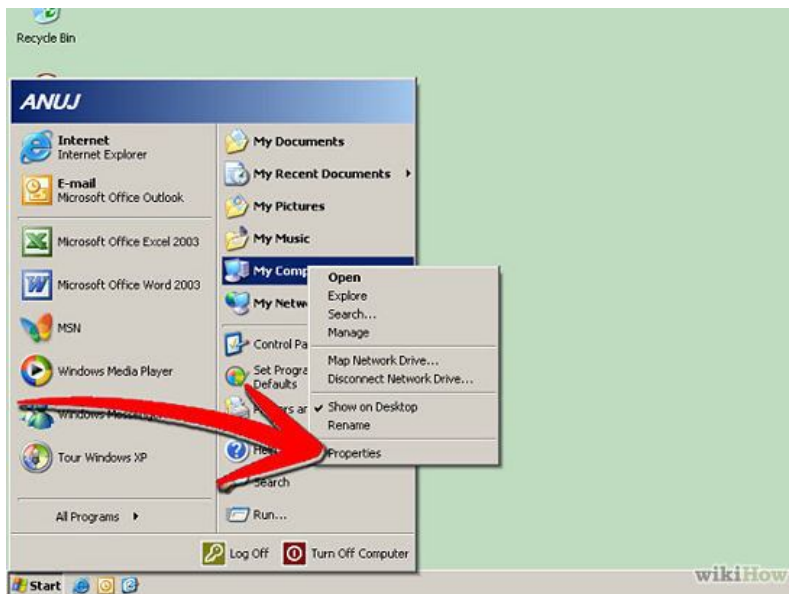 Recycle Bin
ANUJ
Internet
Internet Explorer
E-mail
Microsoft Office Outlook
Microsoft Office Excel 2003
Microsoft Office Word 2003
MSN
Windows Media Player
Windows Messenger
Tour Windows XP
All Programs
My Documents
My Recent Documents
My Pictures
My Music
My Comp
My Netw
Control Pa
Set Progra
Defaults
Search
Run...
Open
Explore
Search...
Manage
Map Network Drive...
Disconnect Network Drive...
Show on Desktop
Rename
Properties
Log Off
Turn Off Computer
Start
wikiHow